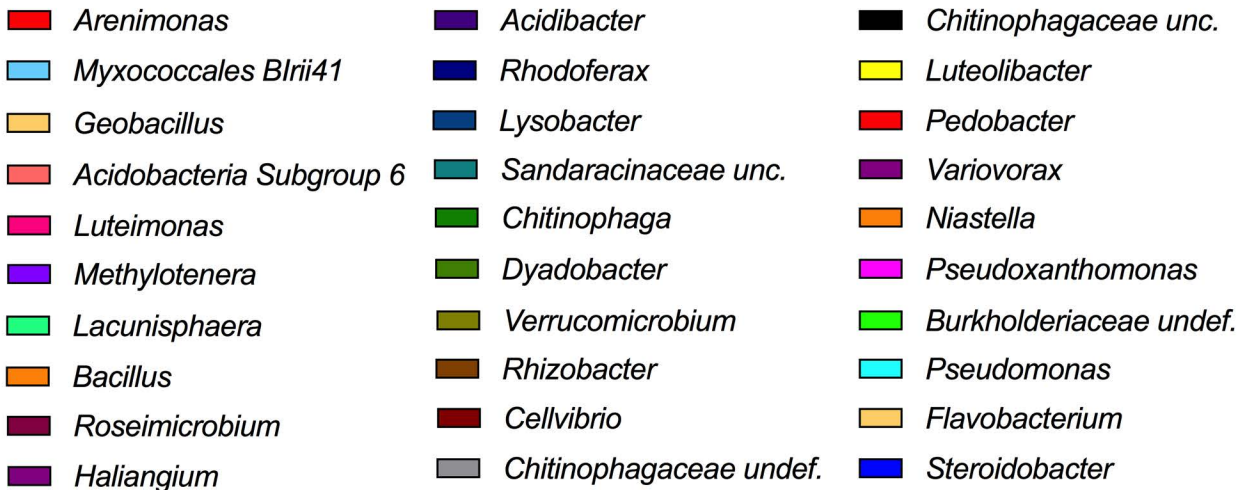 Arenimonas
Myxococcales Blrii41
Geobacillus
Acidobacteria Subgroup 6
Luteimonas
Methylotenera
Lacunisphaera
Bacillus
Roseimicrobium
Haliangium
Acidibacter
Rhodoferax
Lysobacter
Sandaracinaceae unc.
Chitinophaga
Dyadobacter
Verrucomicrobium
Rhizobacter
Cellvibrio
Chitinophagaceae undef.
Chitinophagaceae unc.
Luteolibacter
Pedobacter
Variovorax
Niastella
Pseudoxanthomonas
Burkholderiaceae undef.
Pseudomonas
Flavobacterium
Steroidobacter